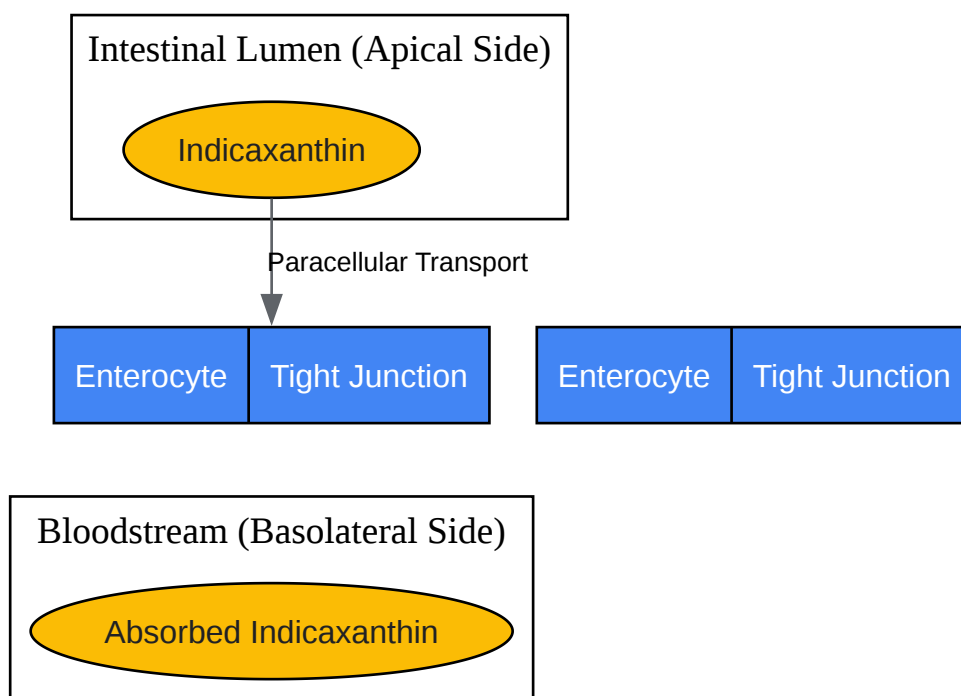 Intestinal Lumen (Apical Side)
Indicaxanthin
Paracellular Transport
Enterocyte
Tight Junction
Enterocyte
Tight Junction
Bloodstream (Basolateral Side)
Absorbed Indicaxanthin